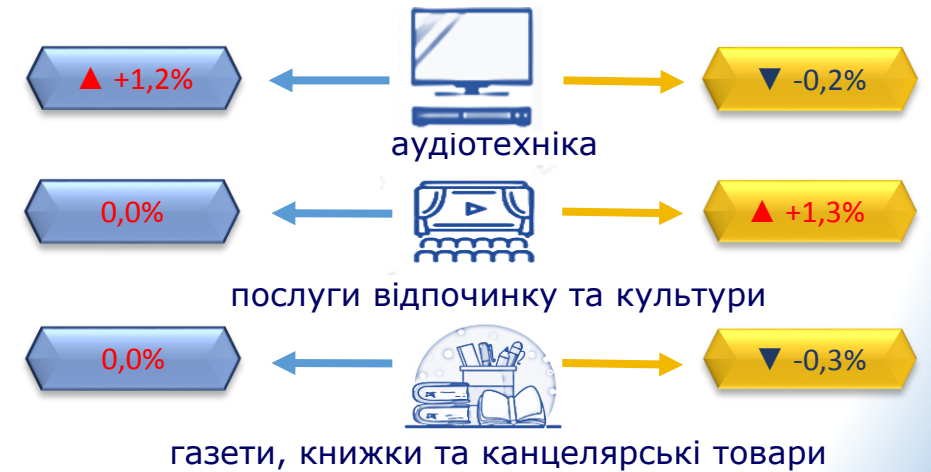 ▲ +1,2%
▼ -0,2%
аудіотехніка
0,0%
▲ +1,3%
послуги відпочинку та культури
0,0%
▼ -0,3%
газети, книжки та канцелярські товари